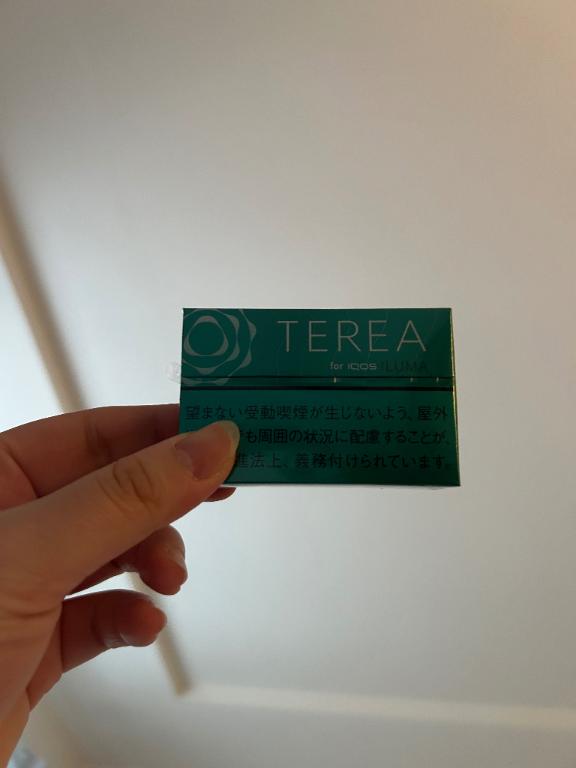 TEREA
for IQOS ILUMA
望まない受動喫煙が生じないよう、屋外
でも周囲の状況に配慮することが、
進法上、義務付けられています。